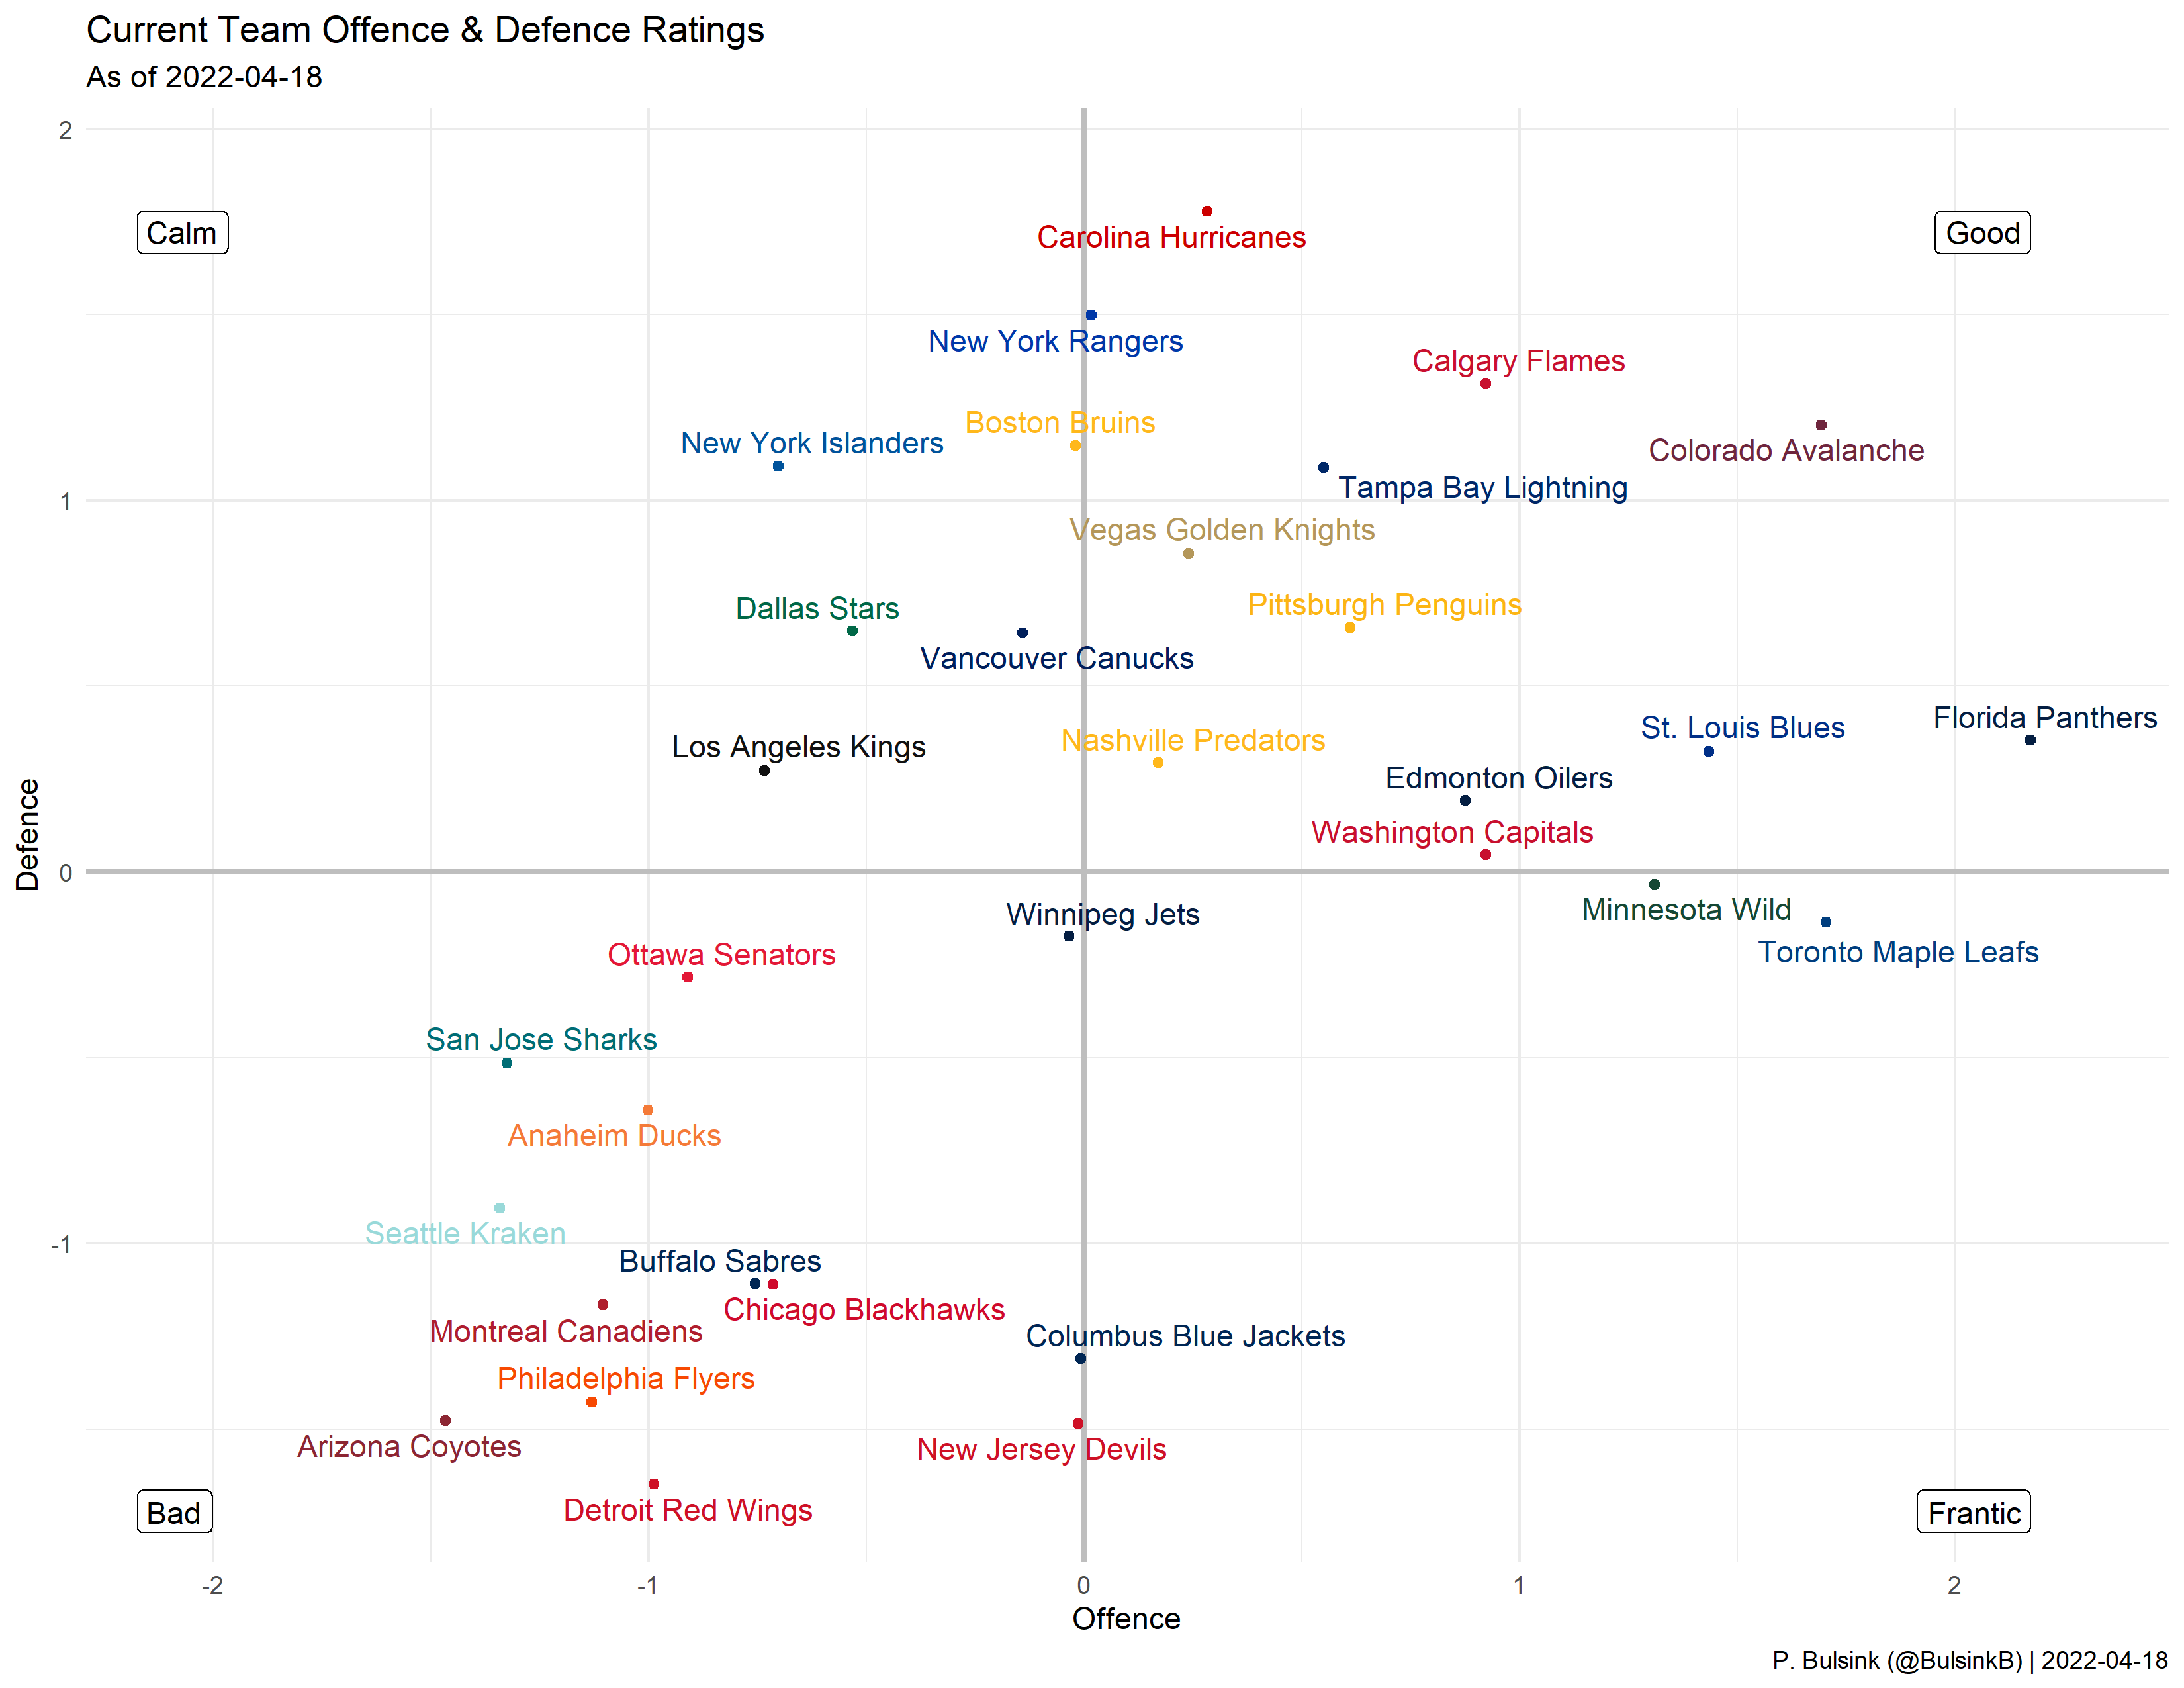 Current Team Offence & Defence Ratings
As of 2022-04-18
2
Calm
Good
Carolina Hurricanes
New York Rangers
Calgary Flames
Boston Bruins
New York Islanders
Colorado Avalanche
Tampa Bay Lightning
1
Vegas Golden Knights
Pittsburgh Penguins
Dallas Stars
Vancouver Canucks
Florida Panthers
St. Louis Blues
Nashville Predators
Los Angeles Kings
Edmonton Oilers
Washington Capitals
Defence
0
Minnesota Wild
Winnipeg Jets
Toronto Maple Leafs
Ottawa Senators
San Jose Sharks
Anaheim Ducks
Seattle Kraken
-1
Buffalo Sabres
Chicago Blackhawks
Montreal Canadiens
Columbus Blue Jackets
Philadelphia Flyers
Arizona Coyotes
New Jersey Devils
Detroit Red Wings
Bad
Frantic
-2
-1
0
1
2
Offence
P. Bulsink (@BulsinkB) | 2022-04-18